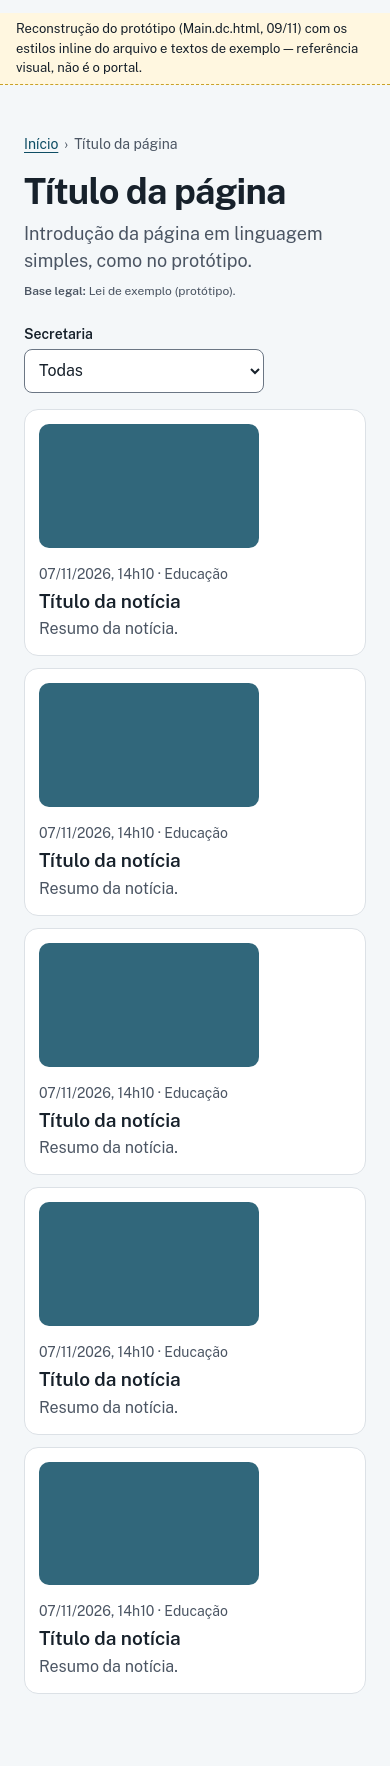 Reconstrução do protótipo (Main.dc.html, 09/11) com os
estilos inline do arquivo e textos de exemplo — referência
visual, não é o portal.
Início › Título da página
Título da página
Introdução da página em linguagem
simples, como no protótipo.
Base legal: Lei de exemplo (protótipo).
Secretaria
Todas
07/11/2026, 14h10 · Educação
Título da notícia
Resumo da notícia.
07/11/2026, 14h10 · Educação
Título da notícia
Resumo da notícia.
07/11/2026, 14h10 · Educação
Título da notícia
Resumo da notícia.
07/11/2026, 14h10 · Educação
Título da notícia
Resumo da notícia.
07/11/2026, 14h10 · Educação
Título da notícia
Resumo da notícia.